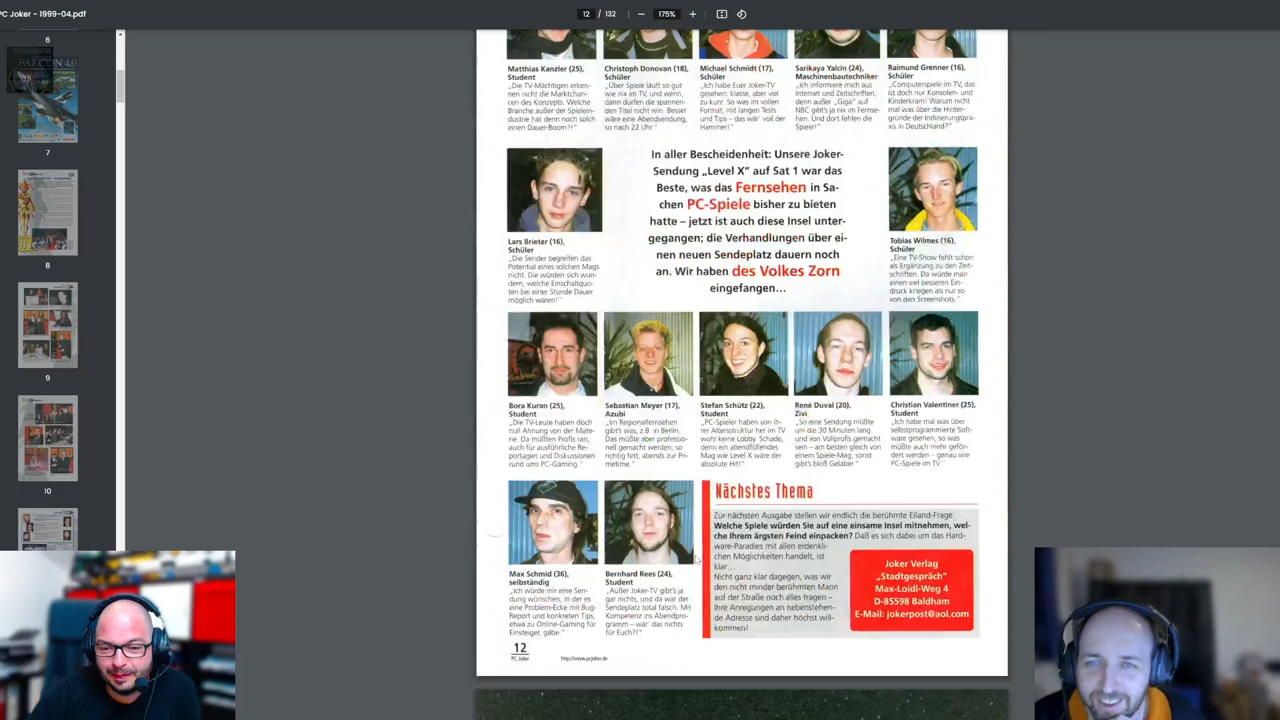 PC Joker - 1999-04.pdf
12 / 132
175%
6
7
8
9
10
FALCON 4.0
Matthias Kanzler (25),
Student
„Die TV-Mächtigen erken-
nen nicht die Marktchan-
cen des Konzepts. Welche
Branche außer der Spielein-
dustrie hat denn noch solch
einen Dauer-Boom?!“
Christoph Donovan (18),
Schüler
„Über Spiele läuft so gut
wie nix im TV, und wenn,
dann dürfen die spannen-
den Titel nicht rein. Besser
wäre eine Abendsendung,
so nach 22 Uhr.“
Michael Schmidt (17),
Schüler
„Ich habe Euer Joker-TV
gesehen: klasse, aber viel
zu kurz. So was im vollen
Format, mit langen Tests
und Tips – das wär' voll der
Hammer!“
Sarikaya Yalcin (24),
Maschinenbautechniker
„Ich informiere mich aus
Internet und Zeitschriften,
denn außer „Giga“ auf
NBC gibt's ja nix im Fernse-
hen. Und dort fehlen die
Spiele!“
Raimund Grenner (16),
Schüler
„Computerspiele im TV, das
ist doch nur Konsolen- und
Kinderkram! Warum nicht
mal was über die Hinter-
gründe der Indizierungspra-
xis in Deutschland?“
Lars Brieter (16),
Schüler
„Die Sender begreifen das
Potential eines solchen Mags
nicht. Die würden sich wun-
dern, welche Einschaltquo-
ten bei einer Stunde Dauer
möglich wären!“
In aller Bescheidenheit: Unsere Joker-
Sendung „Level X“ auf Sat 1 war das
Beste, was das Fernsehen in Sa-
chen PC-Spiele bisher zu bieten
hatte – jetzt ist auch diese Insel unter-
gegangen; die Verhandlungen über ei-
nen neuen Sendeplatz dauern noch
an. Wir haben des Volkes Zorn
eingefangen...
Tobias Wilmes (16),
Schüler
„Eine TV-Show fehlt schon
als Ergänzung zu den Zeit-
schriften. Da würde man
einen viel besseren Ein-
druck kriegen als nur so
von den Screenshots.“
Bora Kuran (25),
Student
„Die TV-Leute haben doch
null Ahnung von der Mate-
rie. Da müßten Profis ran,
auch für ausführliche Re-
portagen und Diskussionen
rund ums PC-Gaming.“
Sebastian Meyer (17),
Azubi
„Im Regionalfernsehen
gibt's was, z.B. in Berlin.
Das müßte aber professio-
nell gemacht werden, so
richtig fett, abends zur Pri-
metime.“
Stefan Schütz (22),
Student
„PC-Spieler haben von ih-
rer Altersstruktur her im TV
wohl keine Lobby. Schade,
denn ein abendfüllendes
Mag wie Level X wäre der
absolute Hit!“
René Duval (20),
Zivi
„So eine Sendung müßte
um die 30 Minuten lang
und von Vollprofis gemacht
sein – am besten gleich von
einem Spiele-Mag, sonst
gibt's bloß Gelaber.“
Christian Valentiner (25),
Student
„Ich habe mal was über
selbstprogrammierte Soft-
ware gesehen, so was
müßte auch mehr geför-
dert werden – genau wie
PC-Spiele im TV.“
Max Schmid (36),
selbständig
„Ich würde mir eine Sen-
dung wünschen, in der es
eine Problem-Ecke mit Bug-
Report und konkreten Tips,
etwa zu Online-Gaming für
Einsteiger, gäbe.“
Bernhard Rees (24),
Student
„Außer Joker-TV gibt's ja
gar nichts, und da war der
Sendeplatz total falsch. Mit
Kompetenz ins Abendpro-
gramm – wär' das nichts
für Euch?!“
Nächstes Thema
Zur nächsten Ausgabe stellen wir endlich die berühmte Eiland-Frage:
Welche Spiele würden Sie auf eine einsame Insel mitnehmen, wel-
che Ihrem ärgsten Feind einpacken? Daß es sich dabei um das Hard-
ware-Paradies mit allen erdenkli-
chen Möglichkeiten handelt, ist
klar...
Nicht ganz klar dagegen, was wir
den nicht minder berühmten Mann
auf der Straße noch alles fragen –
Ihre Anregungen an nebenstehen-
de Adresse sind daher höchst will-
kommen!
Joker Verlag
„Stadtgespräch“
Max-Loidl-Weg 4
D-85598 Baldham
E-Mail: jokerpost@aol.com
12
PC Joker
http://www.pcjoker.de